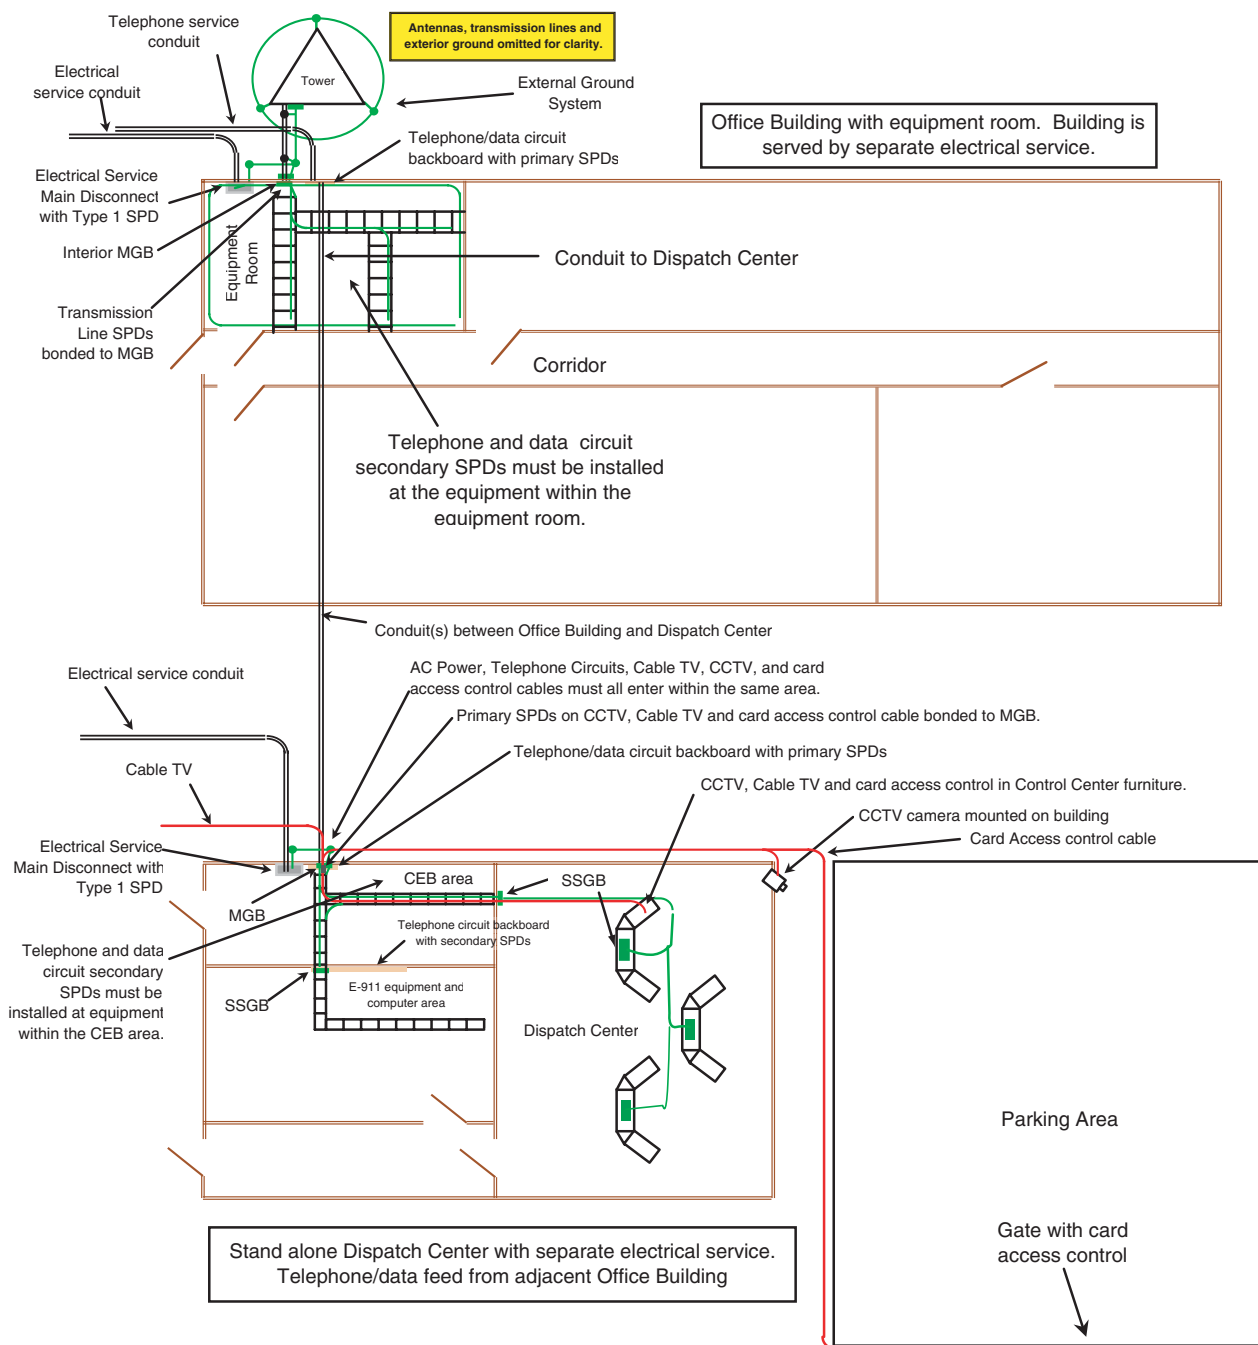 Telephone service
conduit
Antennas, transmission lines and
exterior ground omitted for clarity.
Electrical
service conduit
Tower
External Ground
System
Office Building with equipment room.  Building is
served by separate electrical service.
Telephone/data circuit
backboard with primary SPDs
Electrical Service
Main Disconnect
with Type 1 SPD
Interior MGB
Equipment
Room
Conduit to Dispatch Center
Transmission
Line SPDs
bonded to MGB
Corridor
Telephone and data  circuit
secondary SPDs must be installed
at the equipment within the
equipment room.
Conduit(s) between Office Building and Dispatch Center
Electrical service conduit
AC Power, Telephone Circuits, Cable TV, CCTV, and card
access control cables must all enter within the same area.
Primary SPDs on CCTV, Cable TV and card access control cable bonded to MGB.
Telephone/data circuit backboard with primary SPDs
Cable TV
CCTV, Cable TV and card access control in Control Center furniture.
CCTV camera mounted on building
Card Access control cable
Electrical Service
Main Disconnect with
Type 1 SPD
CEB area
SSGB
MGB
Telephone circuit backboard
with secondary SPDs
Telephone and data
circuit secondary
SPDs must be
installed at equipment
within the CEB area.
SSGB
E-911 equipment and
computer area
Dispatch Center
Parking Area
Gate with card
access control
Stand alone Dispatch Center with separate electrical service.
Telephone/data feed from adjacent Office Building